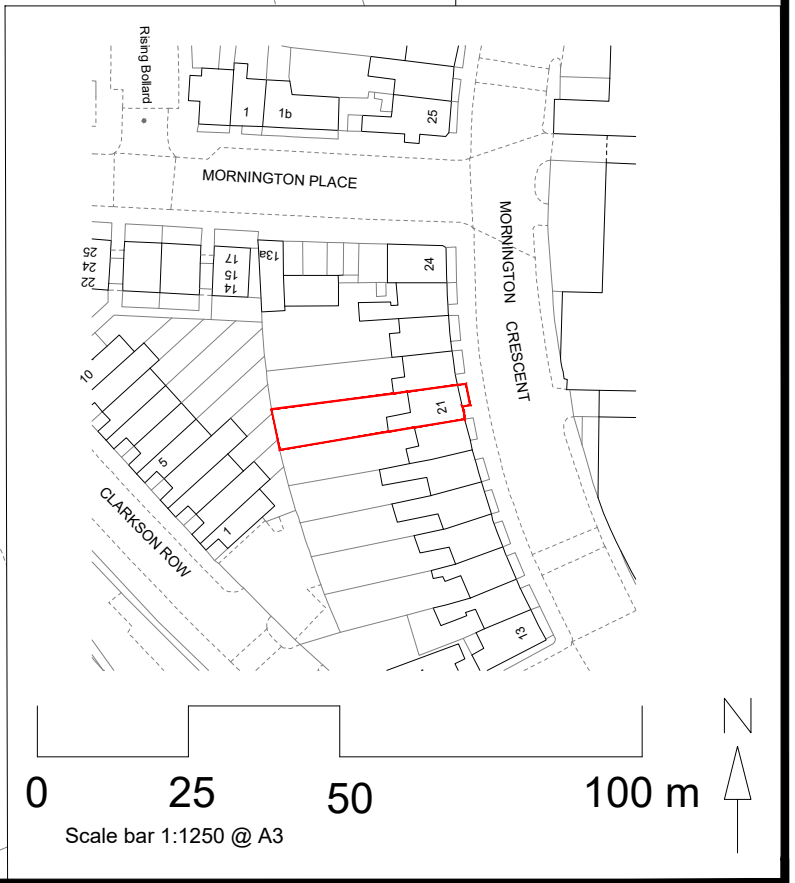 Rising Bollard
1
1b
25
MORNINGTON PLACE
MORNINGTON CRESCENT
25
24
22
17
15
14
13a
24
10
21
5
1
CLARKSON ROW
13
0
25
50
100 m
N
Scale bar 1:1250 @ A3